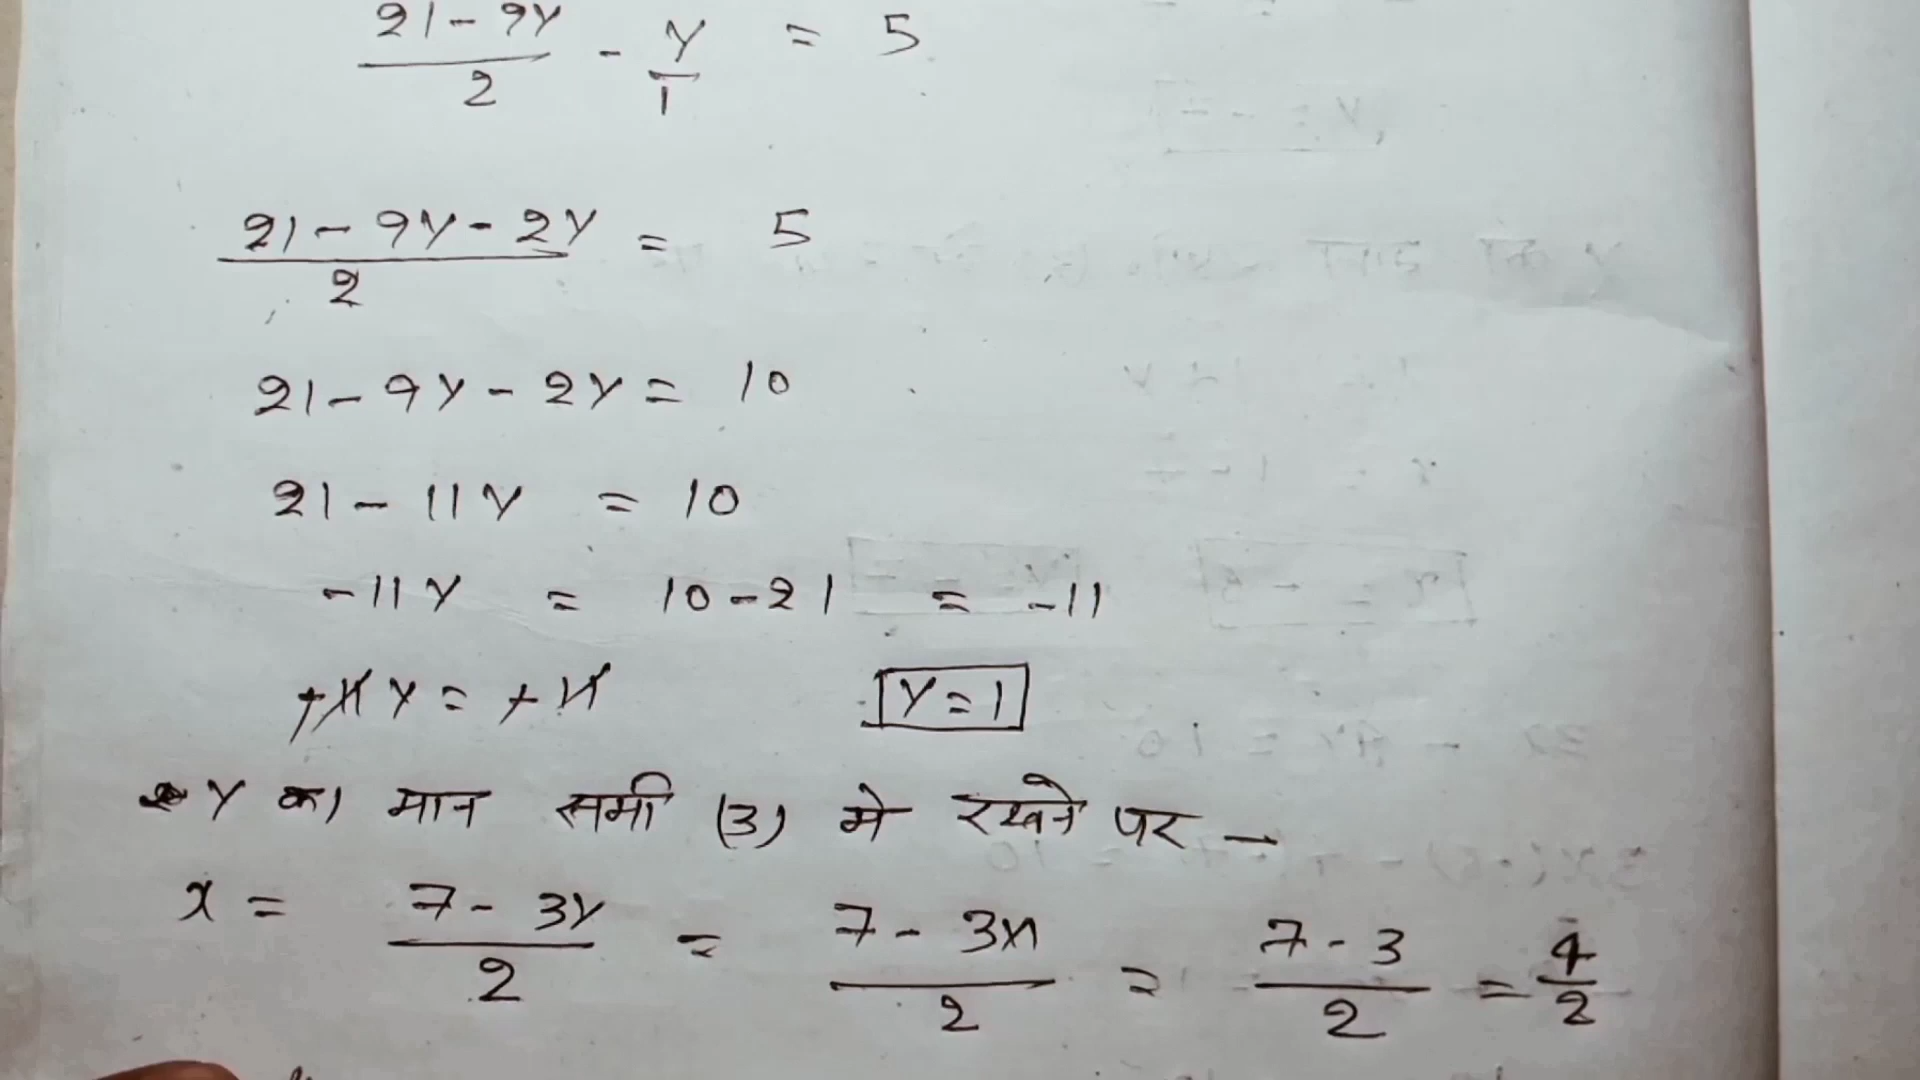 21-9Y/2 - Y/1 = 5
21-9Y-2Y/2 = 5
21-9Y-2Y = 10
21-11Y = 10
-11Y = 10-21 = -11
+11Y = +11 Y=1
Y का मान समी (3) मे रखने पर -
x = 7-3Y/2 = 7-3x1/2 = 7-3/2 = 4/2